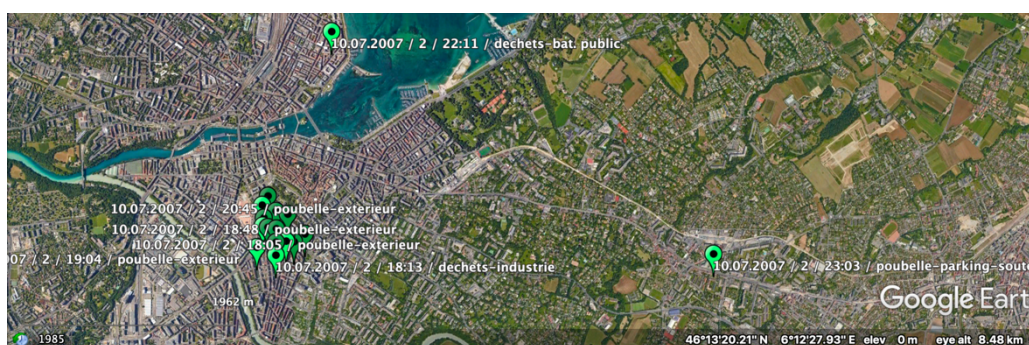 10.07.2007 / 2 / 22:11 / dechets-bat. public
10.07.2007 / 2 / 20:45 / poubelle-exterieur
10.07.2007 / 2 / 18:48 / poubelle-exterieur
10.07.2007 / 2 / 18:05 / poubelle-exterieur
07 / 2 / 19:04 / poubelle-exterieur
10.07.2007 / 2 / 18:13 / dechets-industrie
10.07.2007 / 2 / 23:03 / poubelle-parking-soute
1962 m
Google Eart
1985
46°13'20.21" N 6°12'27.93" E elev 0 m eye alt 8.48 km